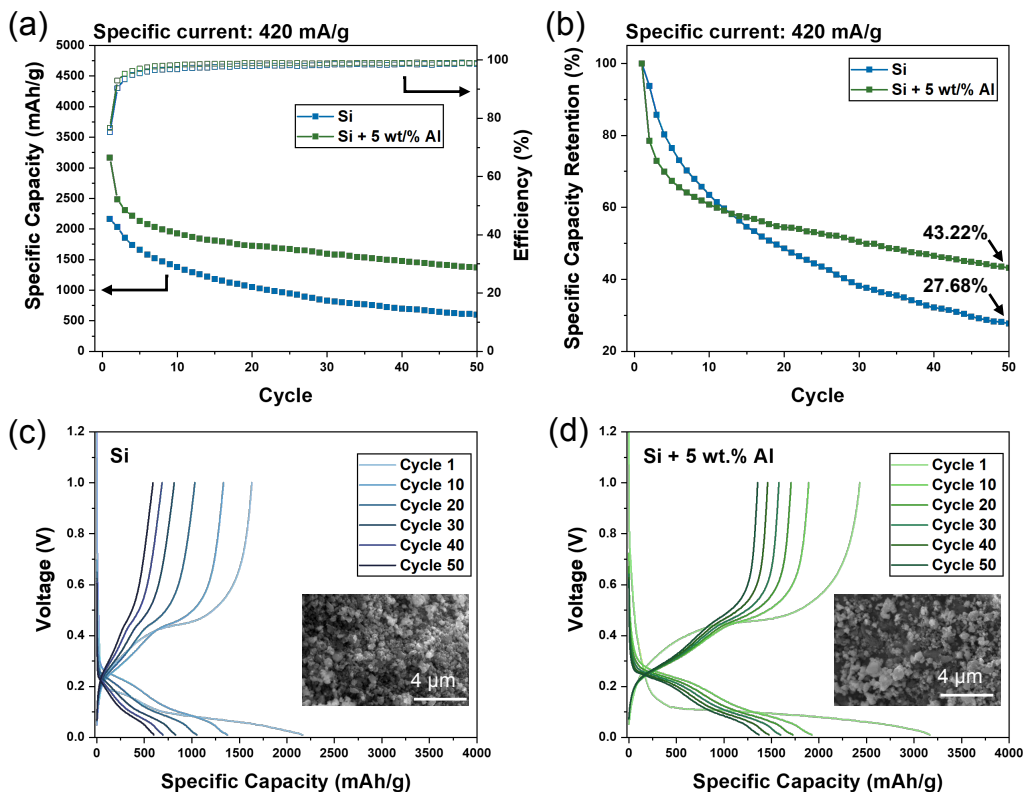 (a)
Specific current: 420 mA/g
5000
4500
4000
3500
3000
2500
2000
1500
1000
500
0
Specific Capacity (mAh/g)
100
80
60
40
20
0
Efficiency (%)
Si
Si + 5 wt/% Al
0 10 20 30 40 50
Cycle
(b)
Specific current: 420 mA/g
100
80
60
40
20
Specific Capacity Retention (%)
Si
Si + 5 wt/% Al
43.22%
27.68%
0 10 20 30 40 50
Cycle
(c)
1.2
1.0
0.8
0.6
0.4
0.2
0.0
Voltage (V)
Si
Cycle 1
Cycle 10
Cycle 20
Cycle 30
Cycle 40
Cycle 50
4 μm
0 500 1000 1500 2000 2500 3000 3500 4000
Specific Capacity (mAh/g)
(d)
1.2
1.0
0.8
0.6
0.4
0.2
0.0
Voltage (V)
Si + 5 wt.% Al
Cycle 1
Cycle 10
Cycle 20
Cycle 30
Cycle 40
Cycle 50
4 μm
0 500 1000 1500 2000 2500 3000 3500 4000
Specific Capacity (mAh/g)